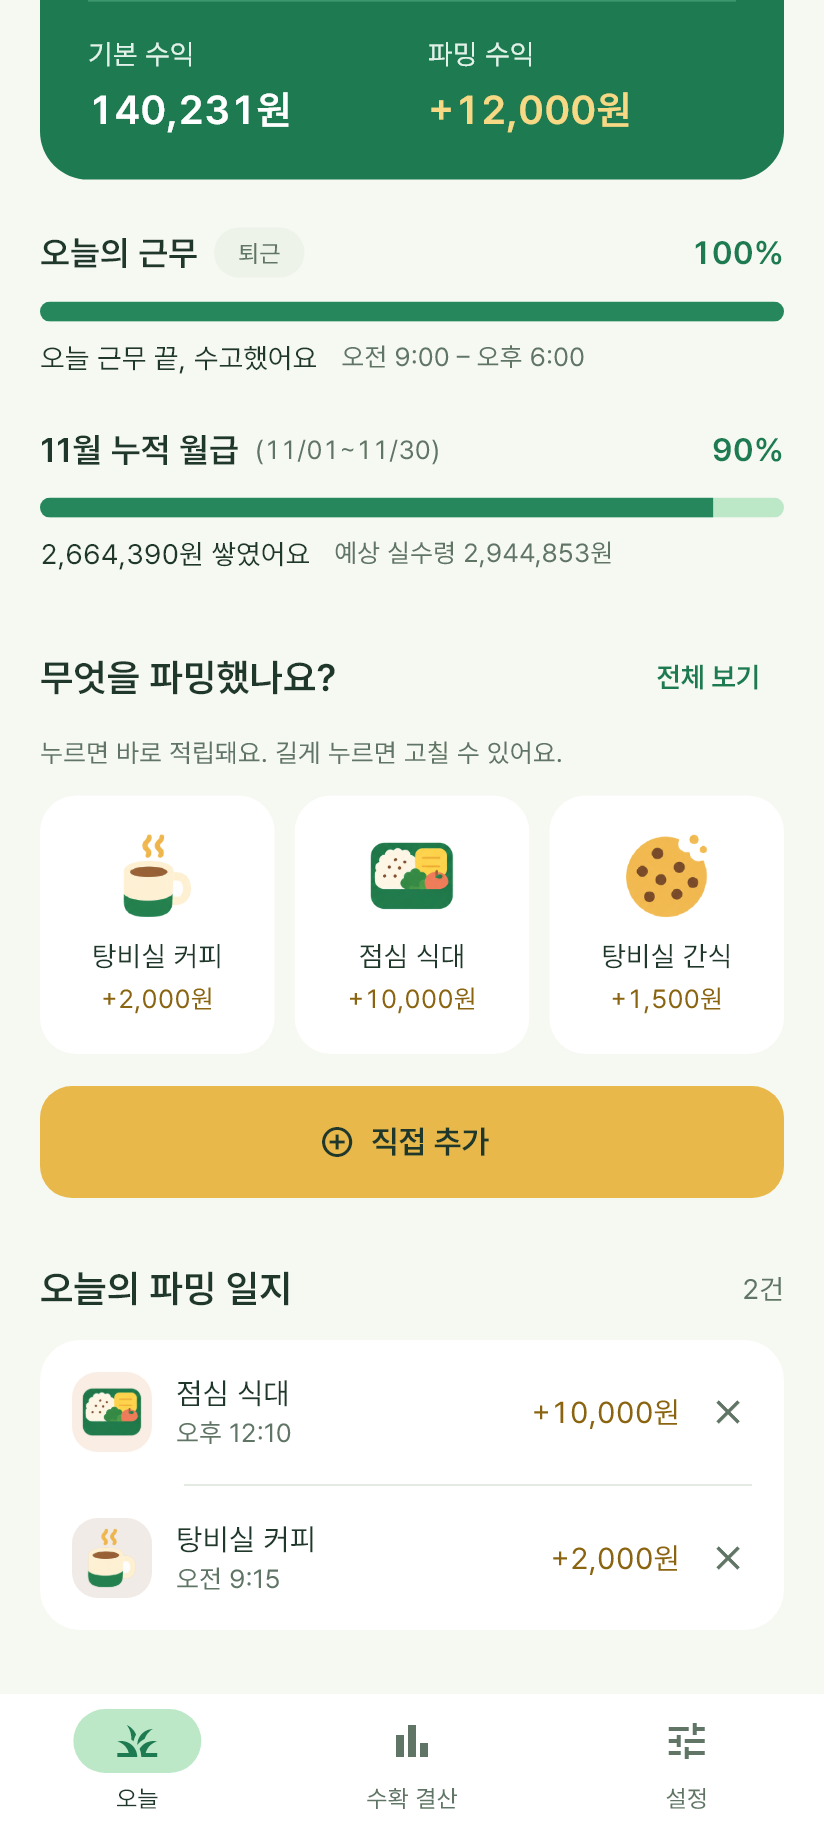 기본 수익
파밍 수익
140,231원
+12,000원
오늘의 근무
퇴근
100%
오늘 근무 끝, 수고했어요
오전 9:00 – 오후 6:00
11월 누적 월급
(11/01~11/30)
90%
2,664,390원 쌓였어요
예상 실수령 2,944,853원
무엇을 파밍했나요?
전체 보기
누르면 바로 적립돼요. 길게 누르면 고칠 수 있어요.
탕비실 커피
+2,000원
점심 식대
+10,000원
탕비실 간식
+1,500원
직접 추가
오늘의 파밍 일지
2건
점심 식대
오후 12:10
+10,000원
탕비실 커피
오전 9:15
+2,000원
오늘
수확 결산
설정